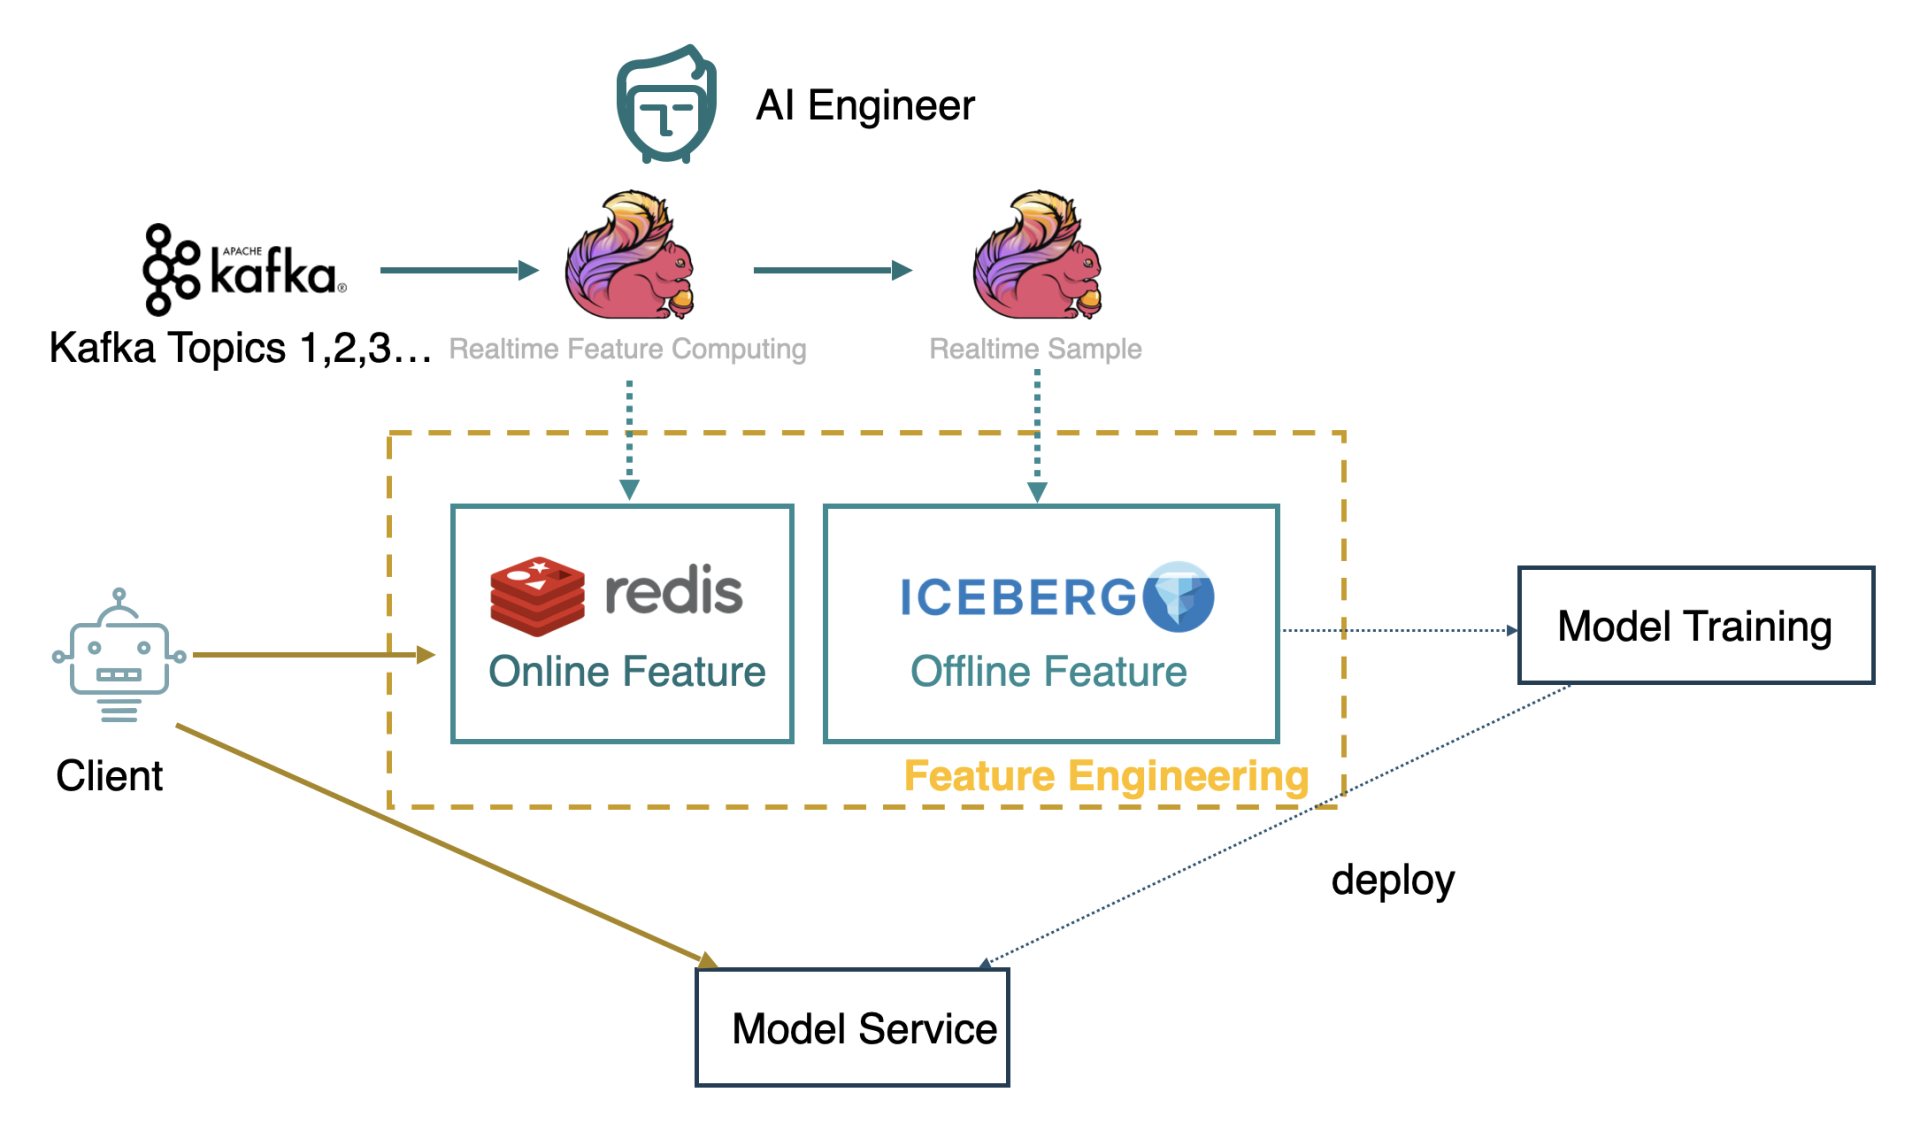 AI Engineer
APACHE
kafka®
Kafka Topics 1,2,3...
Realtime Feature Computing
Realtime Sample
redis
Online Feature
ICEBERG
Offline Feature
Feature Engineering
Model Training
Client
deploy
Model Service